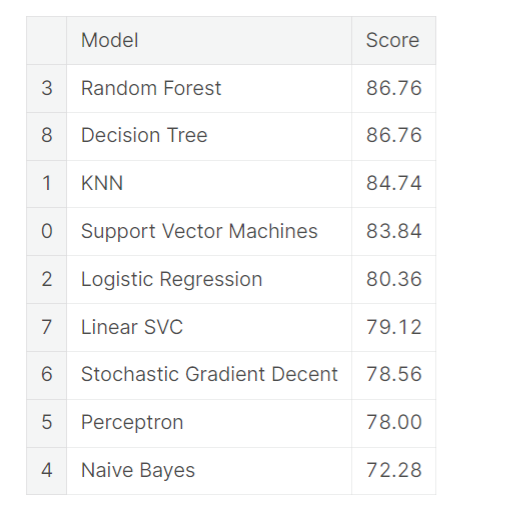 Model Score
3 Random Forest 86.76
8 Decision Tree 86.76
1 KNN 84.74
0 Support Vector Machines 83.84
2 Logistic Regression 80.36
7 Linear SVC 79.12
6 Stochastic Gradient Decent 78.56
5 Perceptron 78.00
4 Naive Bayes 72.28